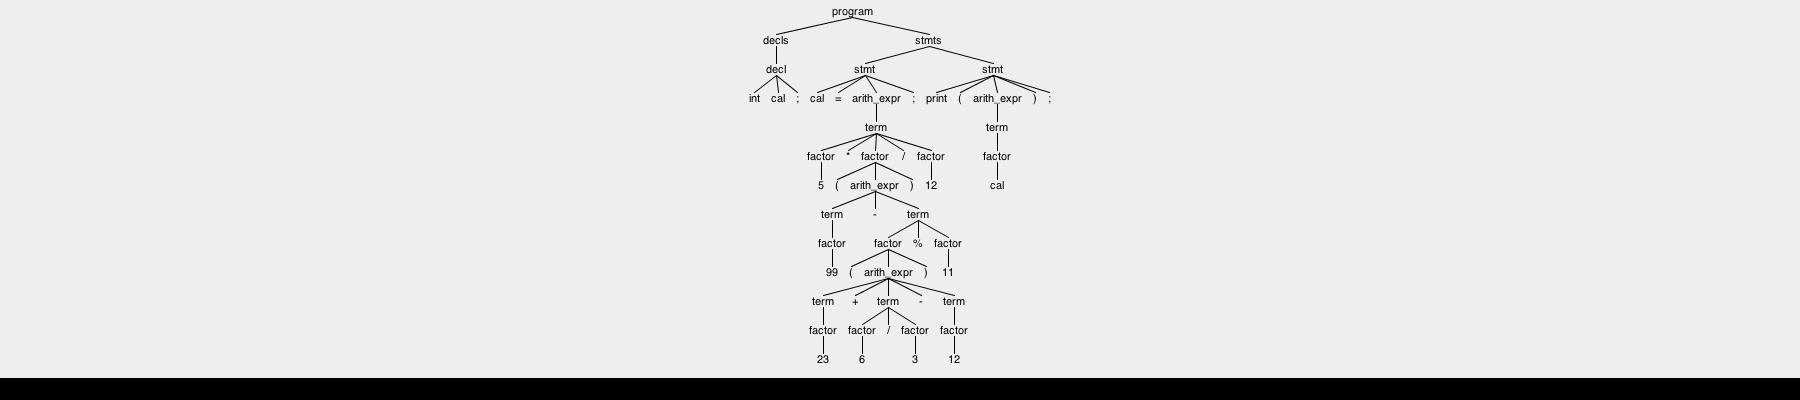 program
decls stmts
decl stmt stmt
int cal ; cal = arith_expr ; print ( arith_expr ) ;
term term
factor * factor / factor factor
5 ( arith_expr ) 12 cal
term - term
factor factor % factor
99 ( arith_expr ) 11
term + term - term
factor factor / factor factor
23 6 3 12